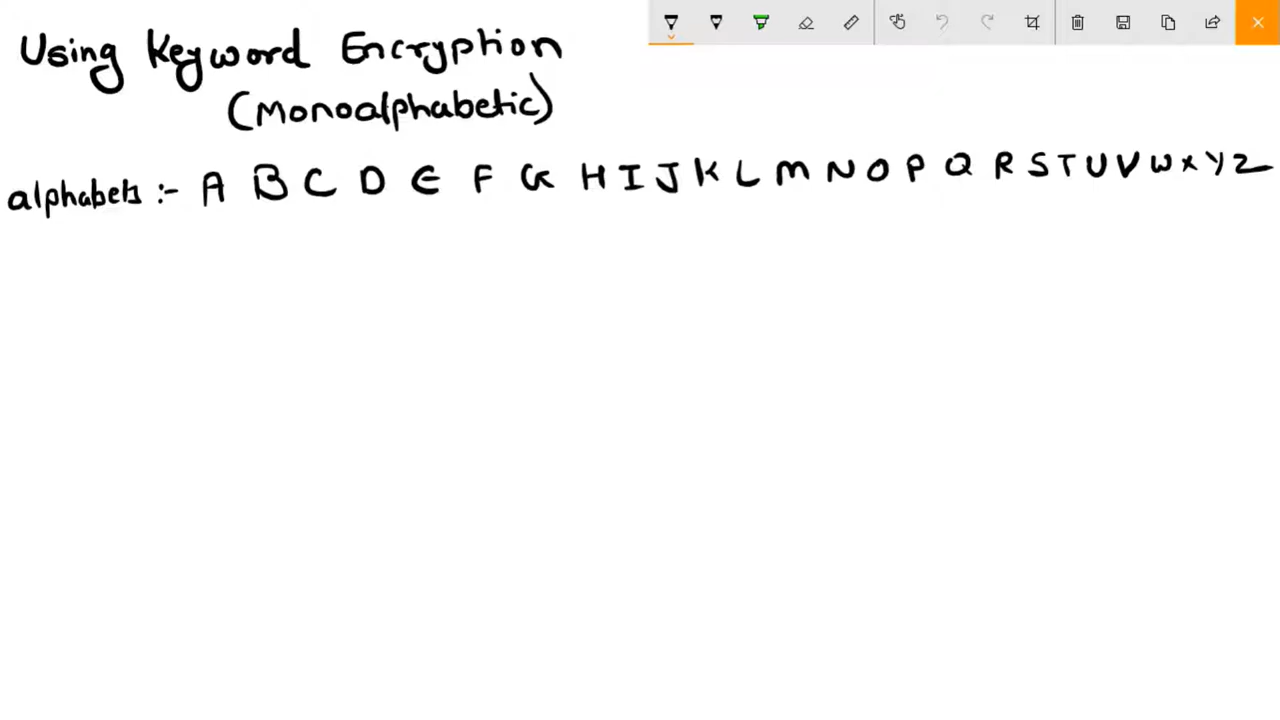 Using Keyword Encryption
(Monoalphabetic)
alphabets :- A B C D E F G H I J K L M N O P Q R S T U V W X Y Z